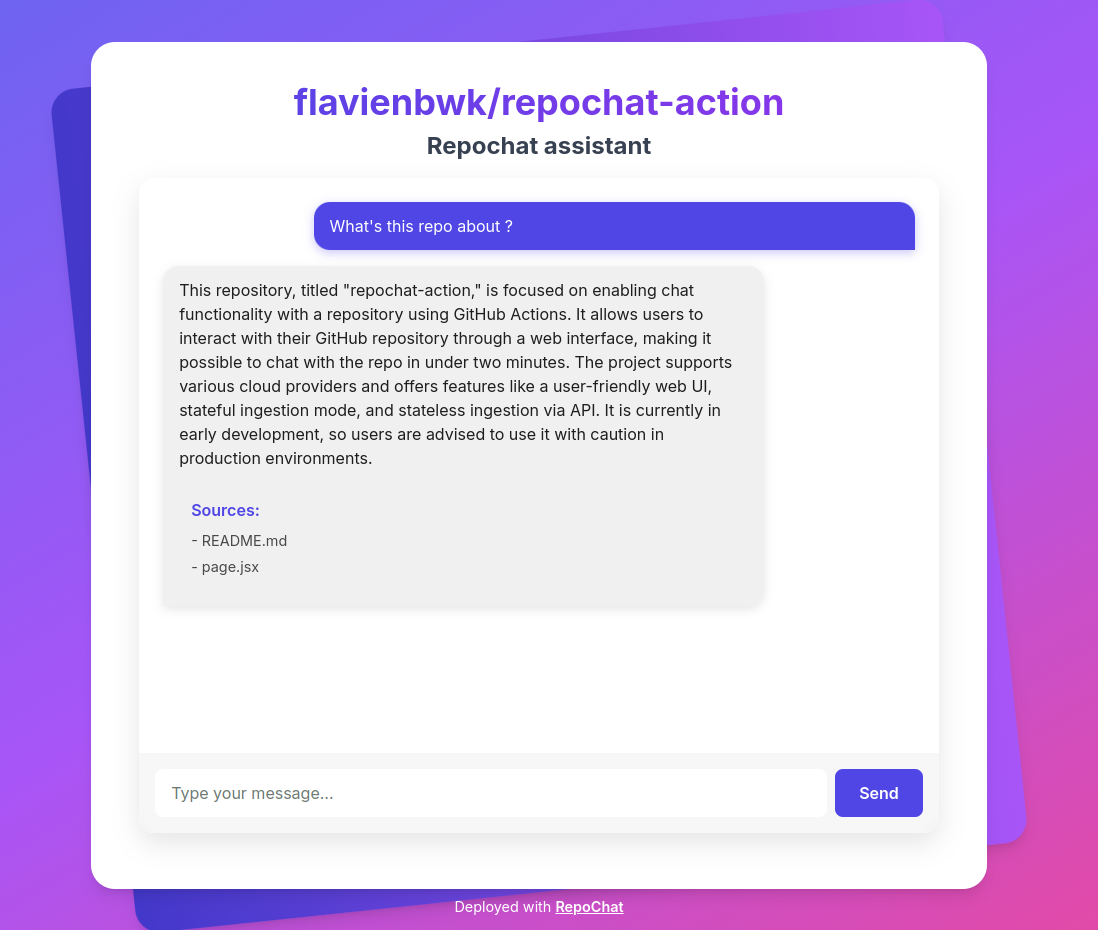 flavienbwk/repochat-action
Repochat assistant
What's this repo about ?
This repository, titled "repochat-action," is focused on enabling chat
functionality with a repository using GitHub Actions. It allows users to
interact with their GitHub repository through a web interface, making it
possible to chat with the repo in under two minutes. The project supports
various cloud providers and offers features like a user-friendly web UI,
stateful ingestion mode, and stateless ingestion via API. It is currently in
early development, so users are advised to use it with caution in
production environments.
Sources:
- README.md
- page.jsx
Type your message...
Send
Deployed with RepoChat